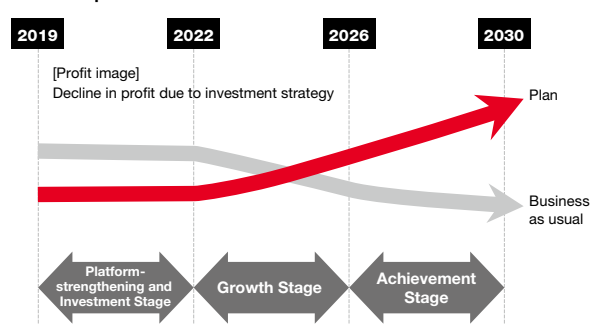 2019
2022
2026
2030
[Profit image]
Decline in profit due to investment strategy
Plan
Business
as usual
Platform-
strengthening and
Investment Stage
Growth Stage
Achievement
Stage